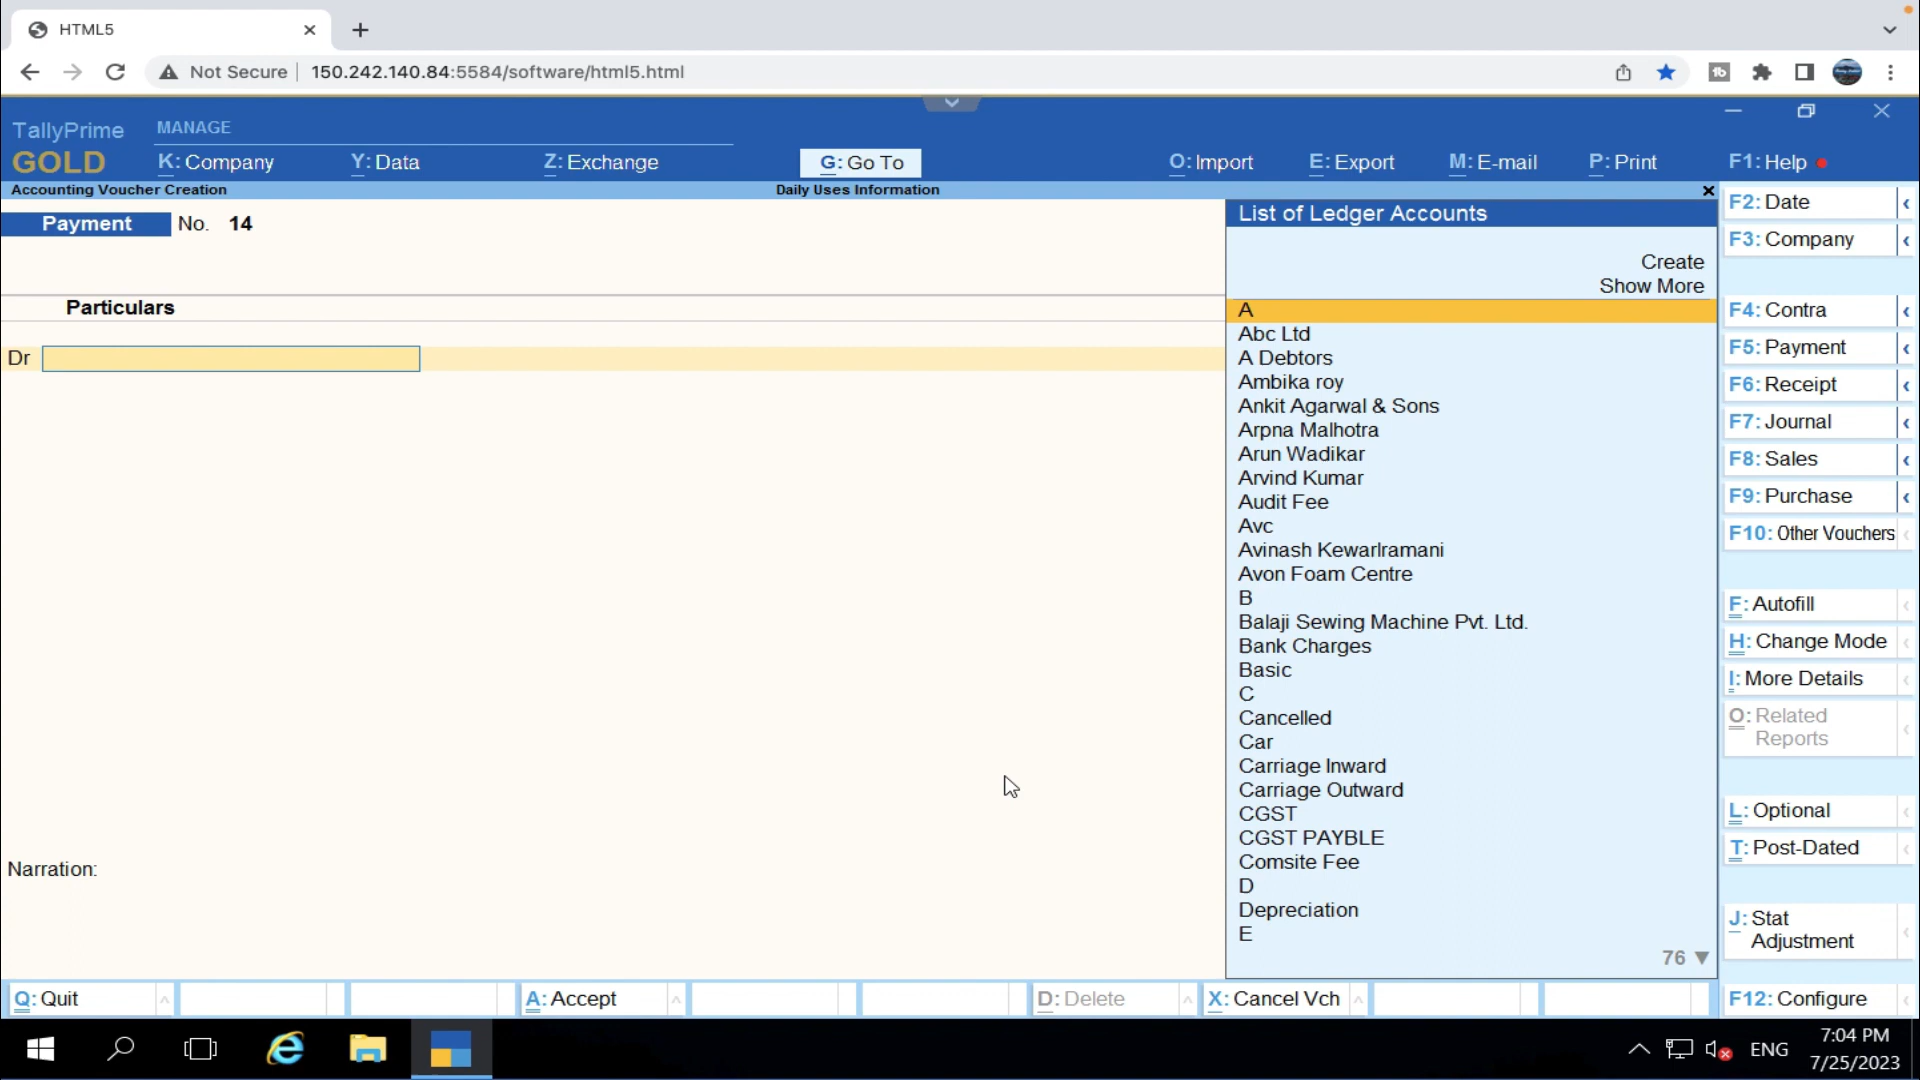 HTML5
Not Secure 150.242.140.84:5584/software/html5.html
TallyPrime
GOLD
MANAGE
K: Company Y: Data Z: Exchange G: Go To O: Import E: Export M: E-mail P: Print F1: Help
Accounting Voucher Creation Daily Uses Information
Payment No. 14
Particulars
Dr
Narration:
List of Ledger Accounts
Create
Show More
A
Abc Ltd
A Debtors
Ambika roy
Ankit Agarwal & Sons
Arpna Malhotra
Arun Wadikar
Arvind Kumar
Audit Fee
Avc
Avinash Kewarlramani
Avon Foam Centre
B
Balaji Sewing Machine Pvt. Ltd.
Bank Charges
Basic
C
Cancelled
Car
Carriage Inward
Carriage Outward
CGST
CGST PAYBLE
Comsite Fee
D
Depreciation
E
76
F2: Date
F3: Company
F4: Contra
F5: Payment
F6: Receipt
F7: Journal
F8: Sales
F9: Purchase
F10: Other Vouchers
F: Autofill
H: Change Mode
I: More Details
O: Related
Reports
L: Optional
T: Post-Dated
J: Stat
Adjustment
Q: Quit A: Accept D: Delete X: Cancel Vch F12: Configure
ENG
7:04 PM
7/25/2023